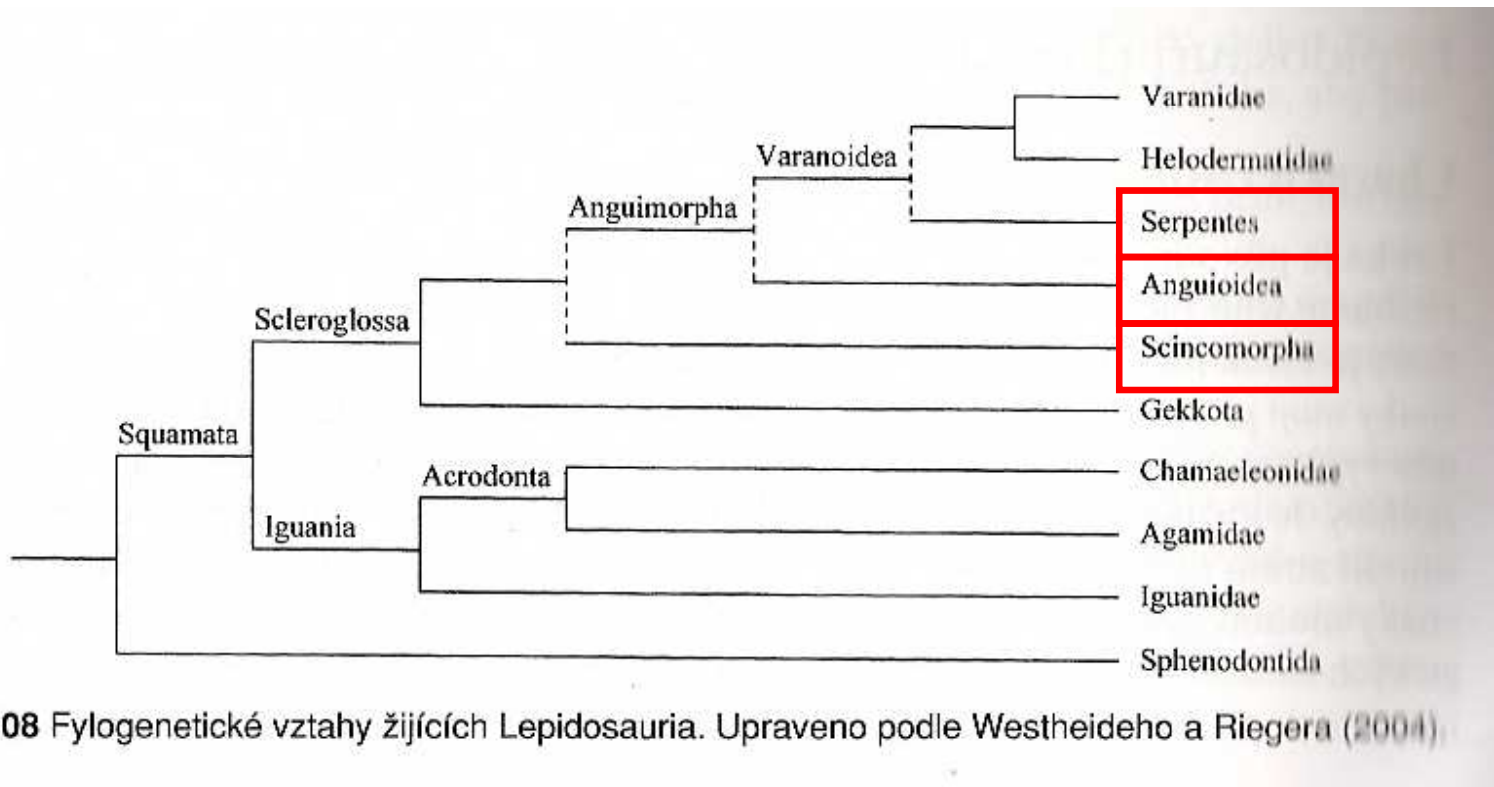 Varanidae
Varanoidea
Helodermatidae
Anguimorpha
Serpentes
Anguioidea
Scleroglossa
Scincomorpha
Gekkota
Squamata
Acrodonta
Chamaeleonidae
Iguania
Agamidae
Iguanidae
Sphenodontida
08 Fylogenetické vztahy žijících Lepidosauria. Upraveno podle Westheideho a Riegera (2004).